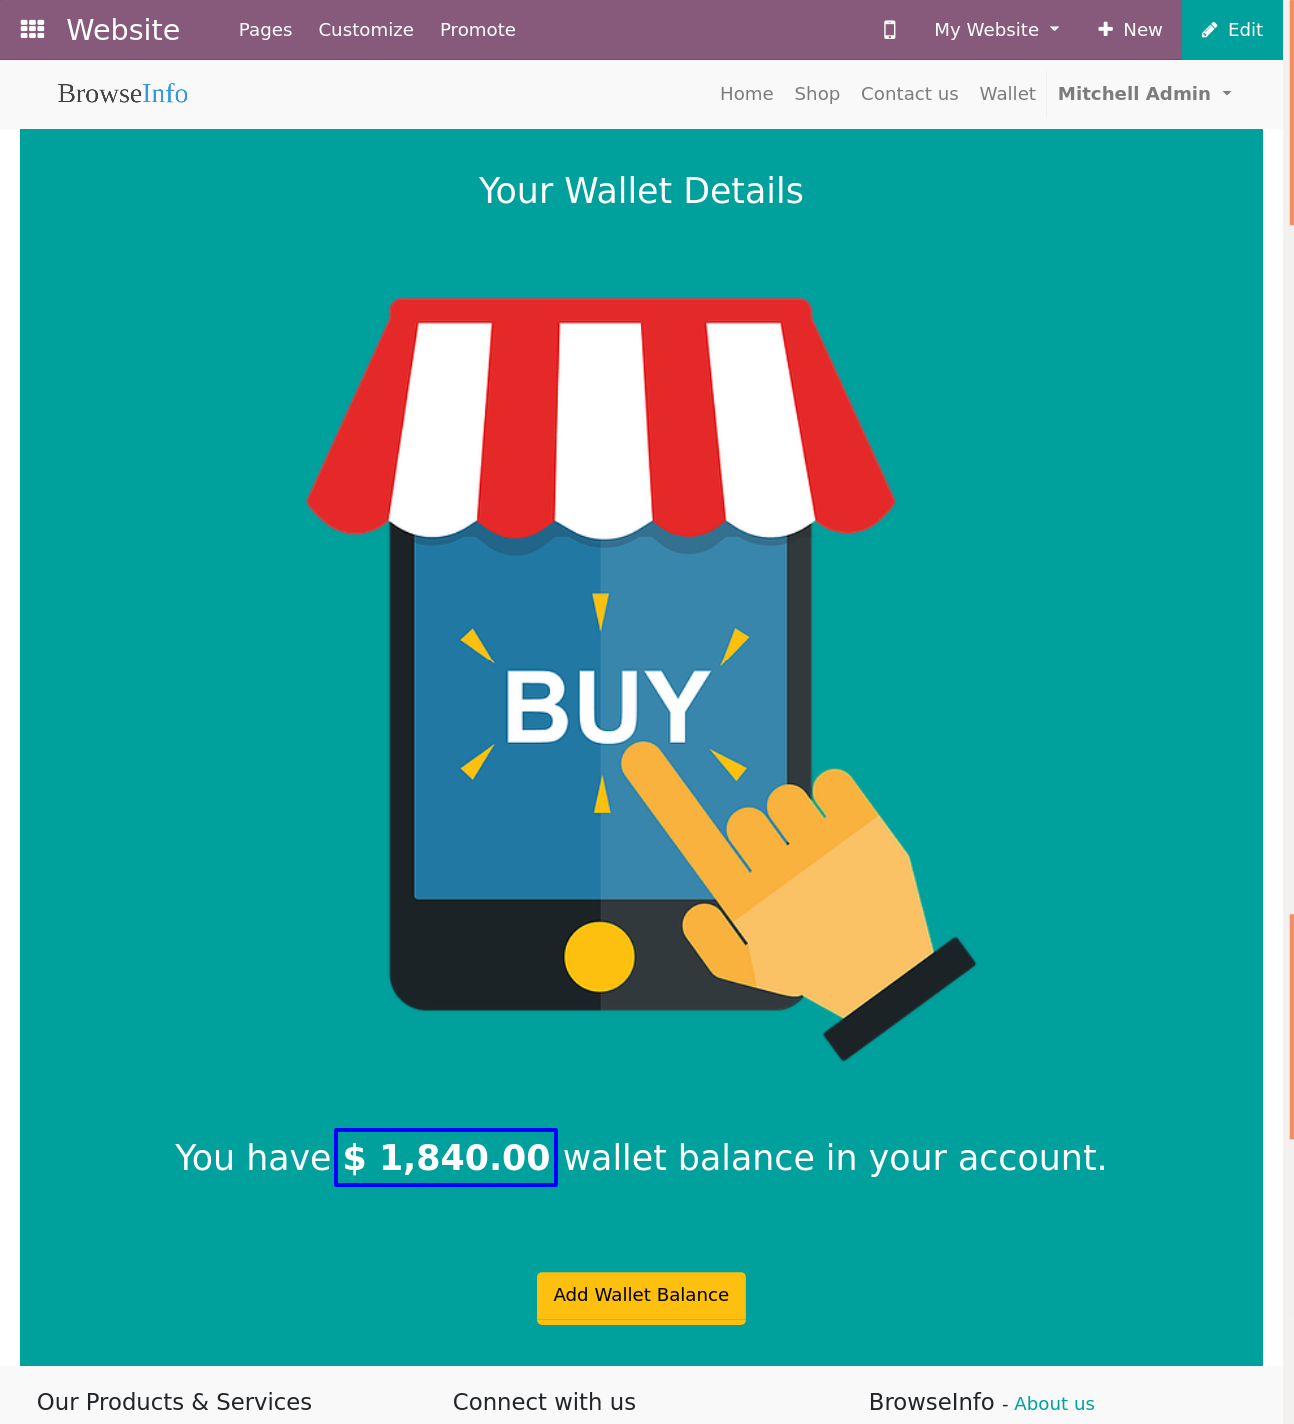 Website Pages Customize Promote My Website New Edit
BrowseInfo Home Shop Contact us Wallet Mitchell Admin
Your Wallet Details
BUY
You have $ 1,840.00 wallet balance in your account.
Add Wallet Balance
Our Products & Services Connect with us BrowseInfo - About us